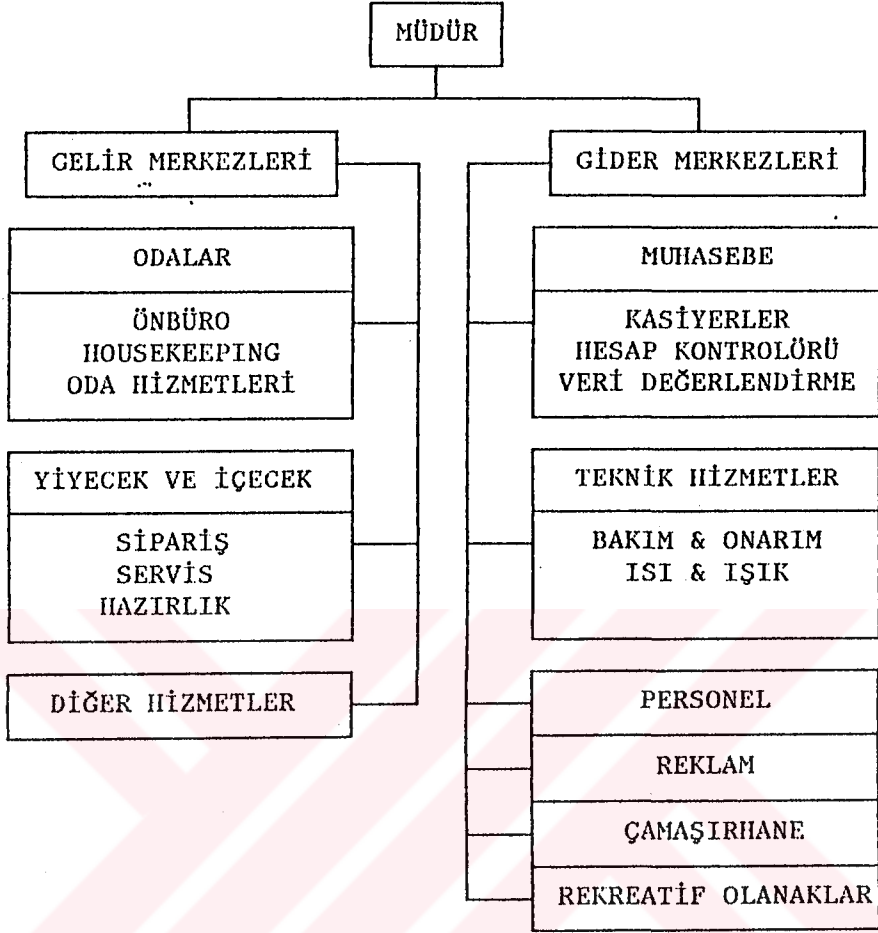 MÜDÜR
GELİR MERKEZLERİ
ODALAR
ÖNBÜRO
HOUSEKEEPING
ODA HİZMETLERİ
YİYECEK VE İÇECEK
SİPARİŞ
SERVİS
HAZIRLIK
DİĞER HİZMETLER
GİDER MERKEZLERİ
MUHASEBE
KASİYERLER
HESAP KONTROLÖRÜ
VERİ DEĞERLENDİRME
TEKNİK HİZMETLER
BAKIM & ONARIM
ISI & IŞIK
PERSONEL
REKLAM
ÇAMAŞIRHANE
REKREATİF OLANAKLAR